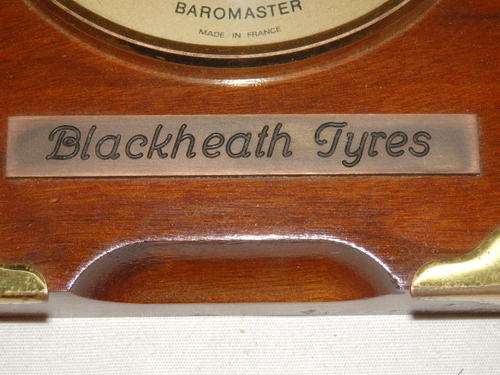 BAROMASTER
MADE IN FRANCE
Blackheath Tyres